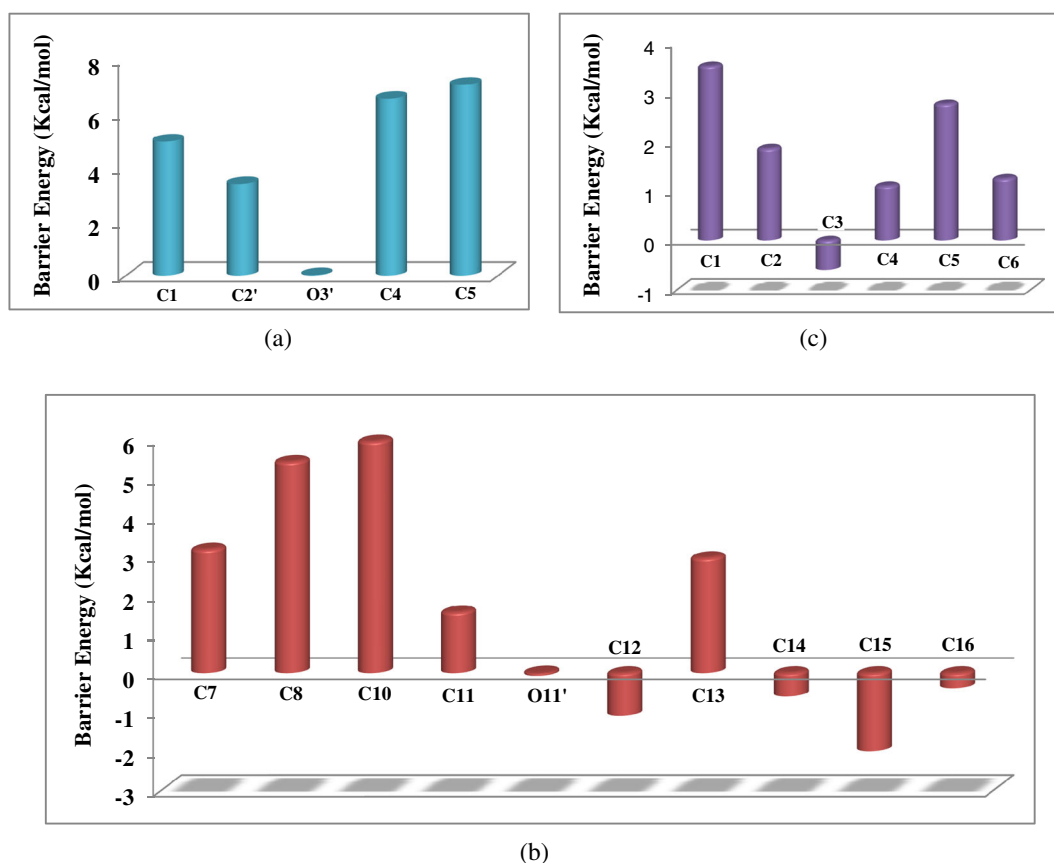 Barrier Energy (Kcal/mol)
8
6
4
2
0
C1 C2' O3' C4 C5
(a)
Barrier Energy (Kcal/mol)
4
3
2
1
0
-1
C3
C1 C2 C4 C5 C6
(c)
Barrier Energy (Kcal/mol)
6
5
4
3
2
1
0
-1
-2
-3
C12 C14 C15 C16
C7 C8 C10 C11 O11' C13
(b)